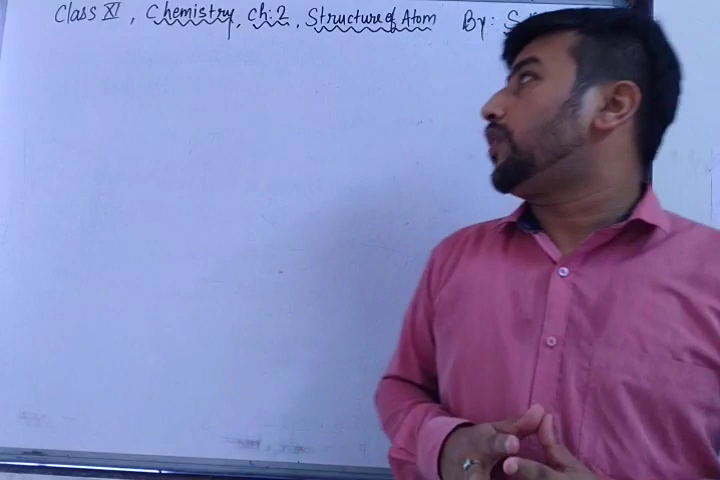 Class XI, Chemistry, Ch:2, Structure of Atom By: S